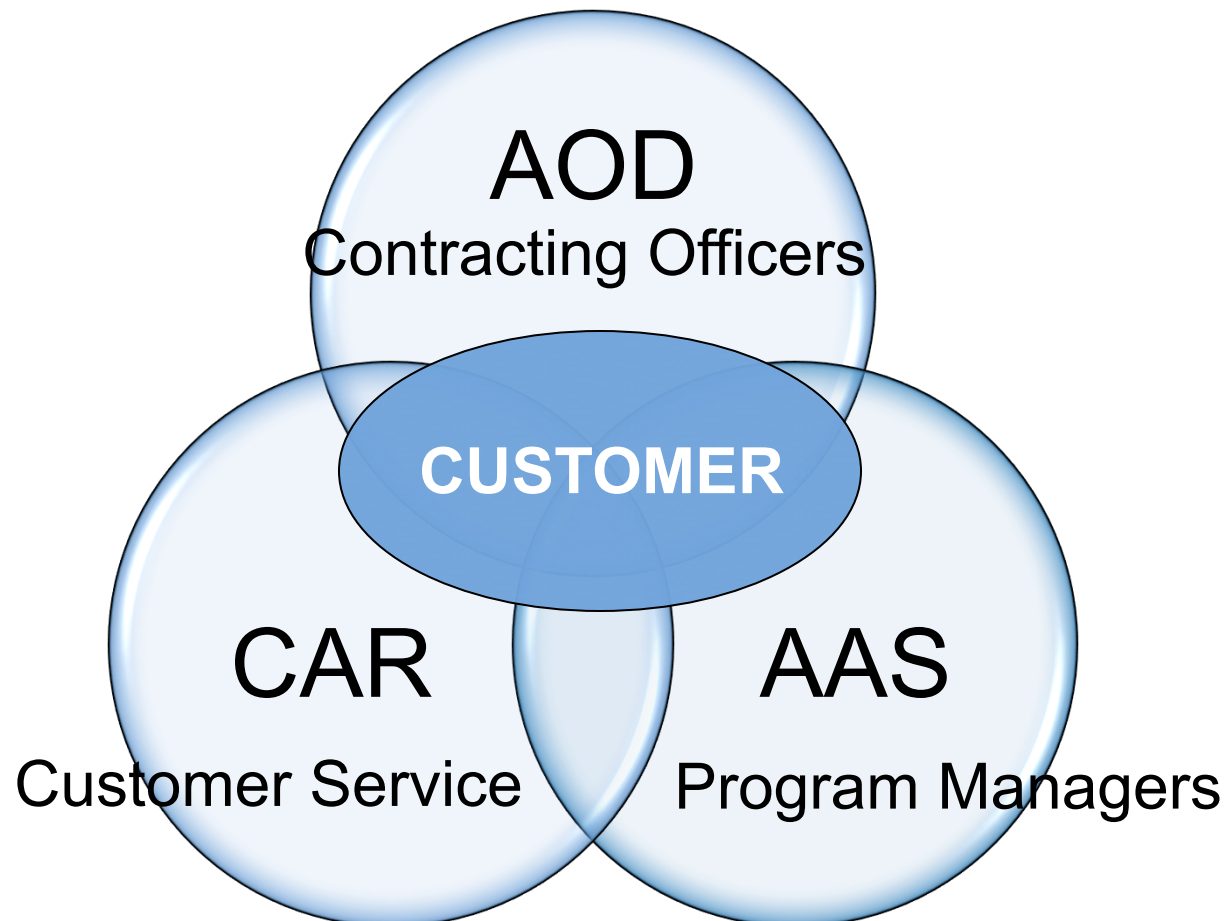 AOD
Contracting Officers
CUSTOMER
CAR
AAS
Customer Service
Program Managers